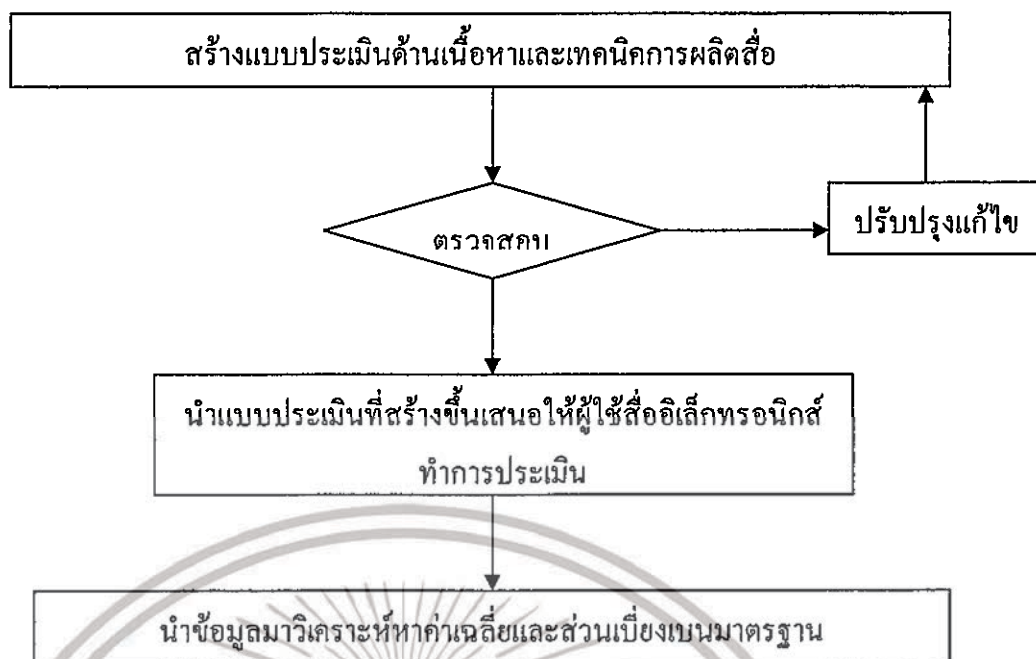 สร้างแบบประเมินด้านเนื้อหาและเทคนิคการผลิตสื่อ
ตรวจสอบ
ปรับปรุงแก้ไข
นำแบบประเมินที่สร้างขึ้นเสนอให้ผู้ใช้สื่ออิเล็กทรอนิกส์
ทำการประเมิน
นำข้อมูลมาวิเคราะห์หาค่าเฉลี่ยและส่วนเบี่ยงเบนมาตรฐาน